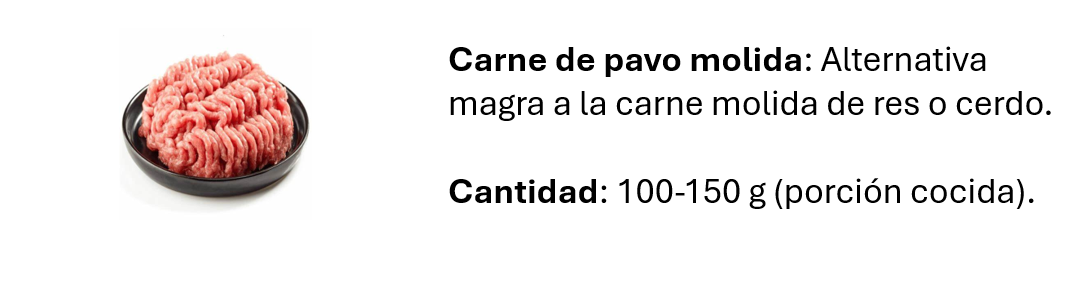 Carne de pavo molida: Alternativa
magra a la carne molida de res o cerdo.
Cantidad: 100-150 g (porción cocida).